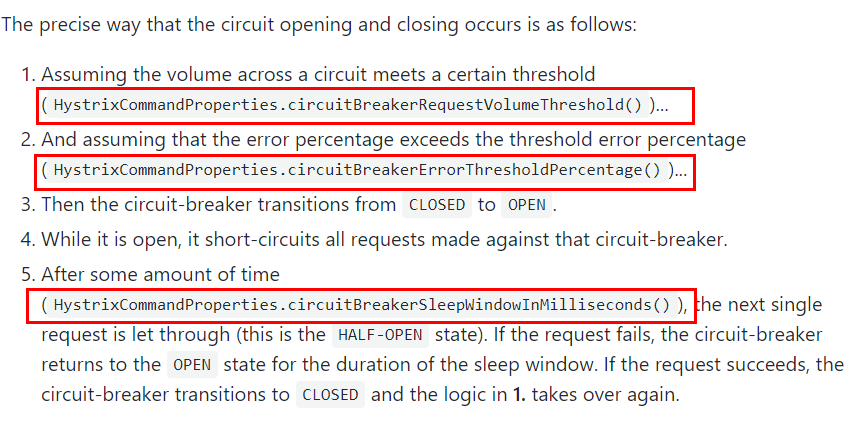 The precise way that the circuit opening and closing occurs is as follows:
1. Assuming the volume across a circuit meets a certain threshold
( HystrixCommandProperties.circuitBreakerRequestVolumeThreshold() )...
2. And assuming that the error percentage exceeds the threshold error percentage
( HystrixCommandProperties.circuitBreakerErrorThresholdPercentage() )...
3. Then the circuit-breaker transitions from CLOSED to OPEN .
4. While it is open, it short-circuits all requests made against that circuit-breaker.
5. After some amount of time
( HystrixCommandProperties.circuitBreakerSleepWindowInMilliseconds() ), the next single
request is let through (this is the HALF-OPEN state). If the request fails, the circuit-breaker
returns to the OPEN state for the duration of the sleep window. If the request succeeds, the
circuit-breaker transitions to CLOSED and the logic in 1. takes over again.